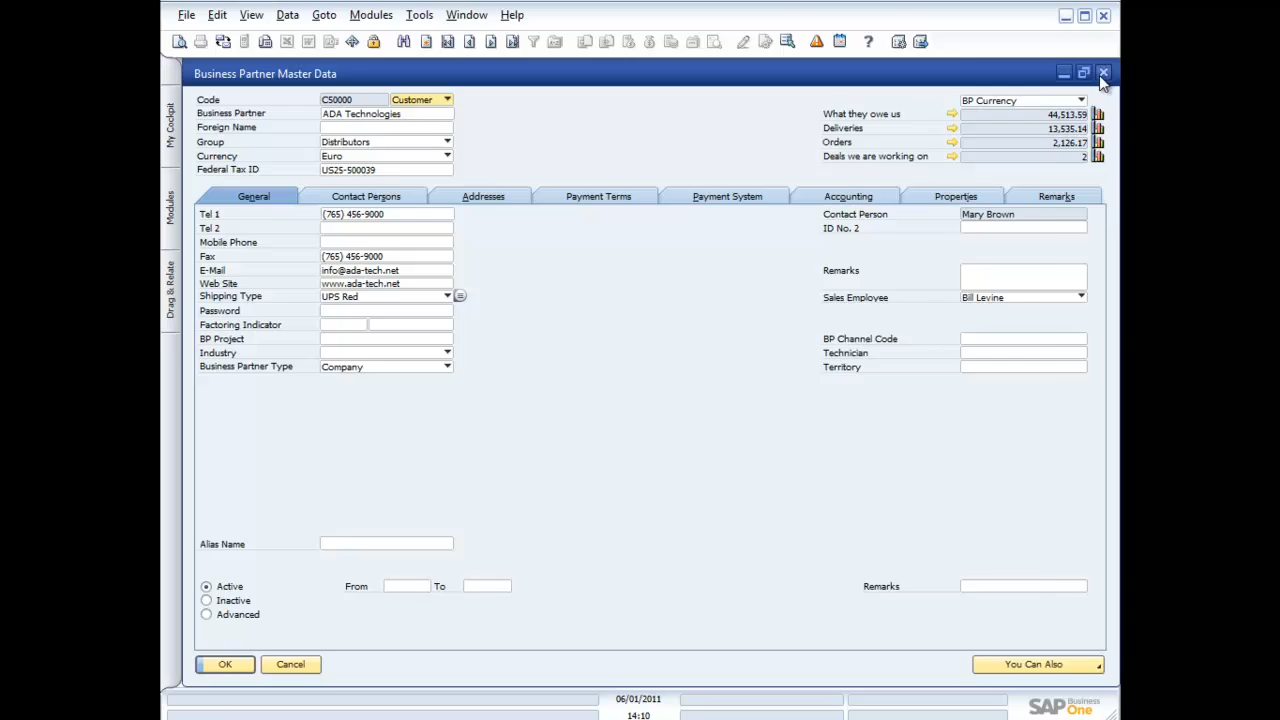 File Edit View Data Goto Modules Tools Window Help
Business Partner Master Data
My Cockpit
Modules
Drag & Relate
Code C50000 Customer BP Currency
Business Partner ADA Technologies What they owe us 44,513.59
Foreign Name Deliveries 13,535.14
Group Distributors Orders 2,126.17
Currency Euro Deals we are working on 2
Federal Tax ID US25-500039
General Contact Persons Addresses Payment Terms Payment System Accounting Properties Remarks
Tel 1 (765) 456-9000 Contact Person Mary Brown
Tel 2 ID No. 2
Mobile Phone
Fax (765) 456-9000
E-Mail info@ada-tech.net Remarks
Web Site www.ada-tech.net
Shipping Type UPS Red Sales Employee Bill Levine
Password
Factoring Indicator
BP Project BP Channel Code
Industry Technician
Business Partner Type Company Territory
Alias Name
Active From To Remarks
Inactive
Advanced
OK Cancel You Can Also
06/01/2011
14:10
SAP Business One